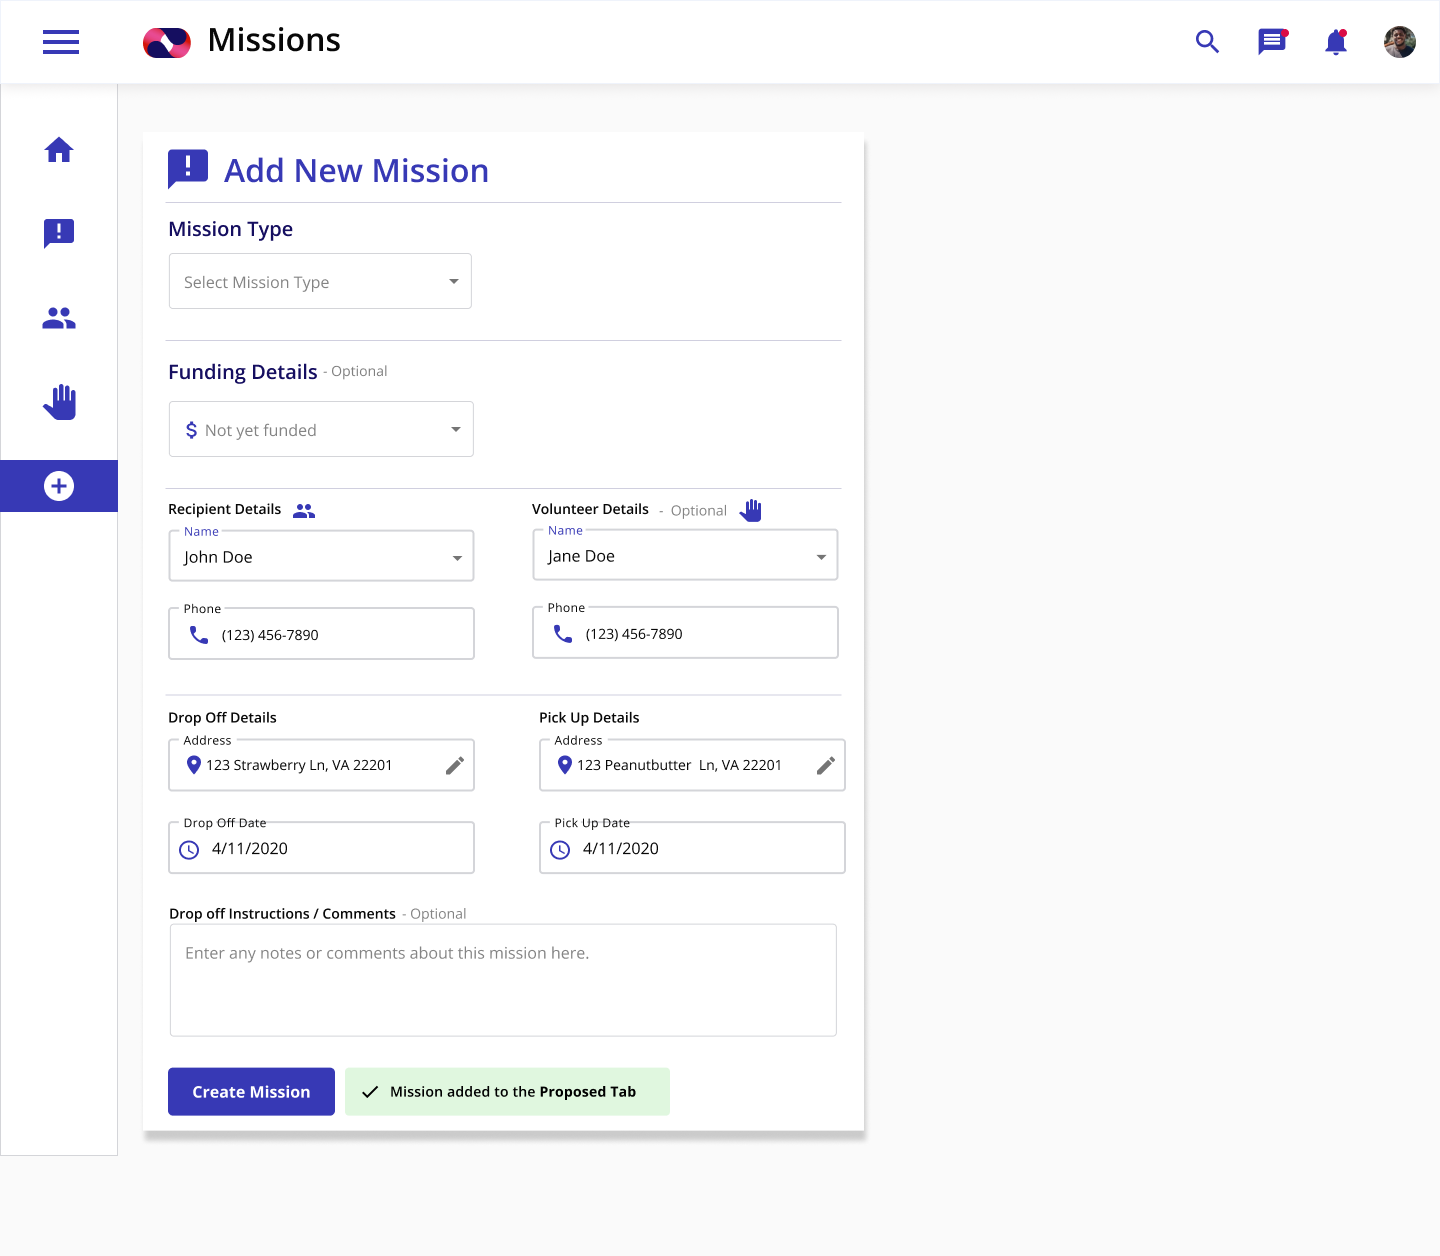 Missions
Add New Mission
Mission Type
Select Mission Type
Funding Details - Optional
$ Not yet funded
Recipient Details
Volunteer Details - Optional
Name
John Doe
Name
Jane Doe
Phone
(123) 456-7890
Phone
(123) 456-7890
Drop Off Details
Pick Up Details
Address
123 Strawberry Ln, VA 22201
Address
123 Peanutbutter Ln, VA 22201
Drop Off Date
4/11/2020
Pick Up Date
4/11/2020
Drop off Instructions / Comments - Optional
Enter any notes or comments about this mission here.
Create Mission
Mission added to the Proposed Tab